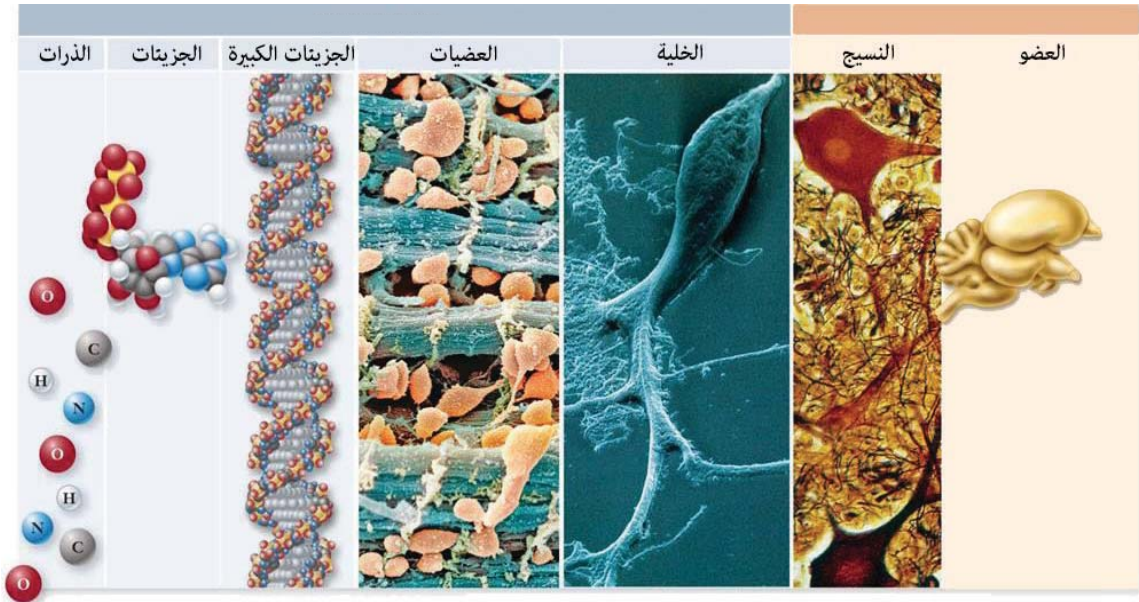 العضو
النسيج
الخلية
العضيات
الجزيئات الكبيرة
الجزيئات
الذرات
O
C
H
N
O
H
N
C
O